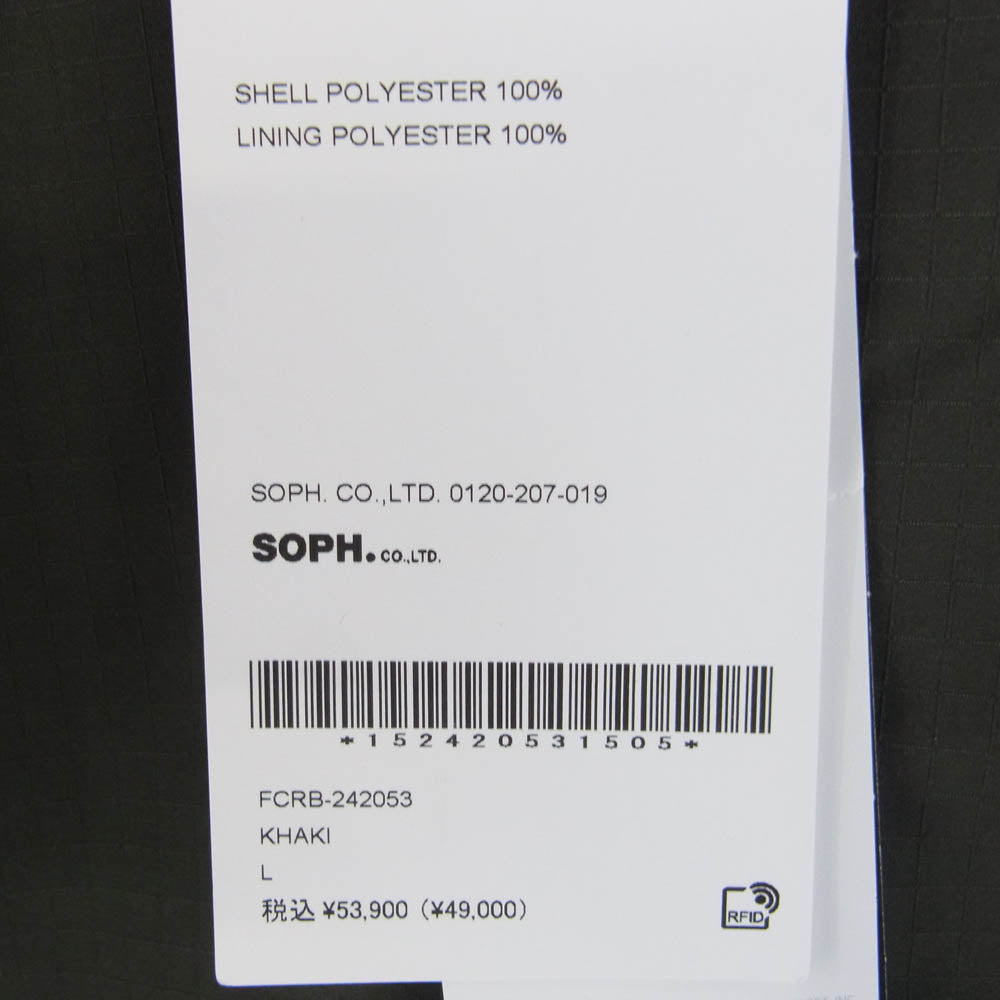 SHELL POLYESTER 100%
LINING POLYESTER 100%
SOPH. CO.,LTD. 0120-207-019
SOPH. CO.,LTD.
*152420531505*
FCRB-242053
KHAKI
L
税込 ¥53,900 (¥49,000)
RFID